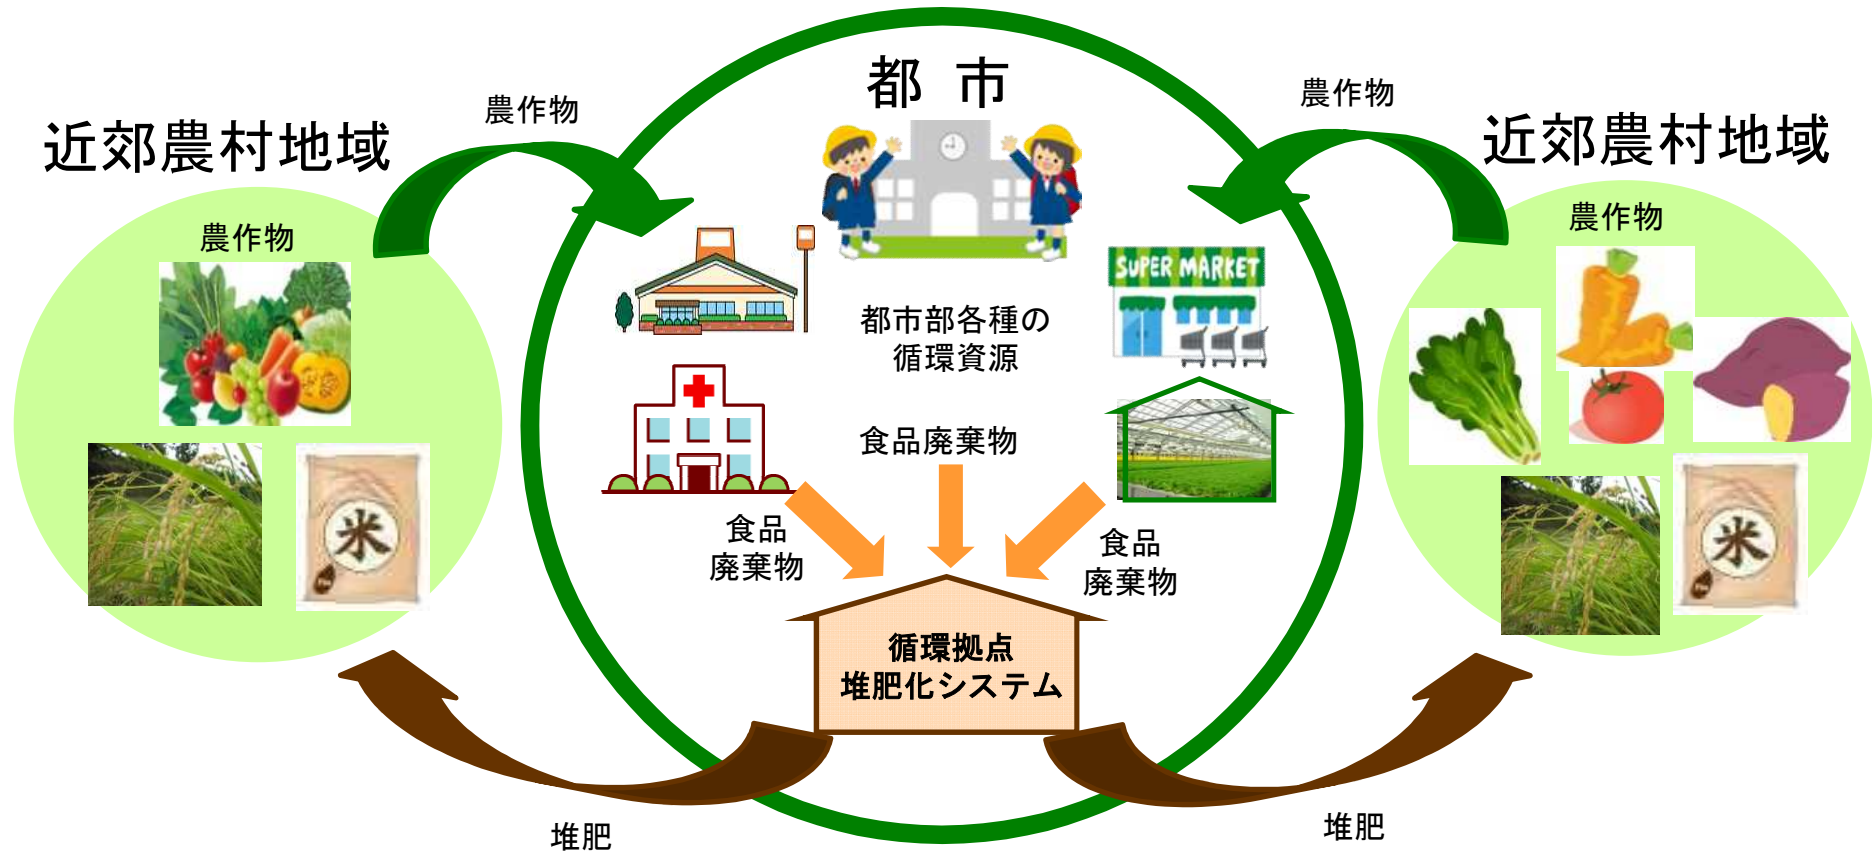 都 市
農作物
農作物
近郊農村地域
近郊農村地域
農作物
農作物
SUPER MARKET
都市部各種の
循環資源
食品廃棄物
米
米
食品
廃棄物
食品
廃棄物
循環拠点
堆肥化システム
堆肥
堆肥